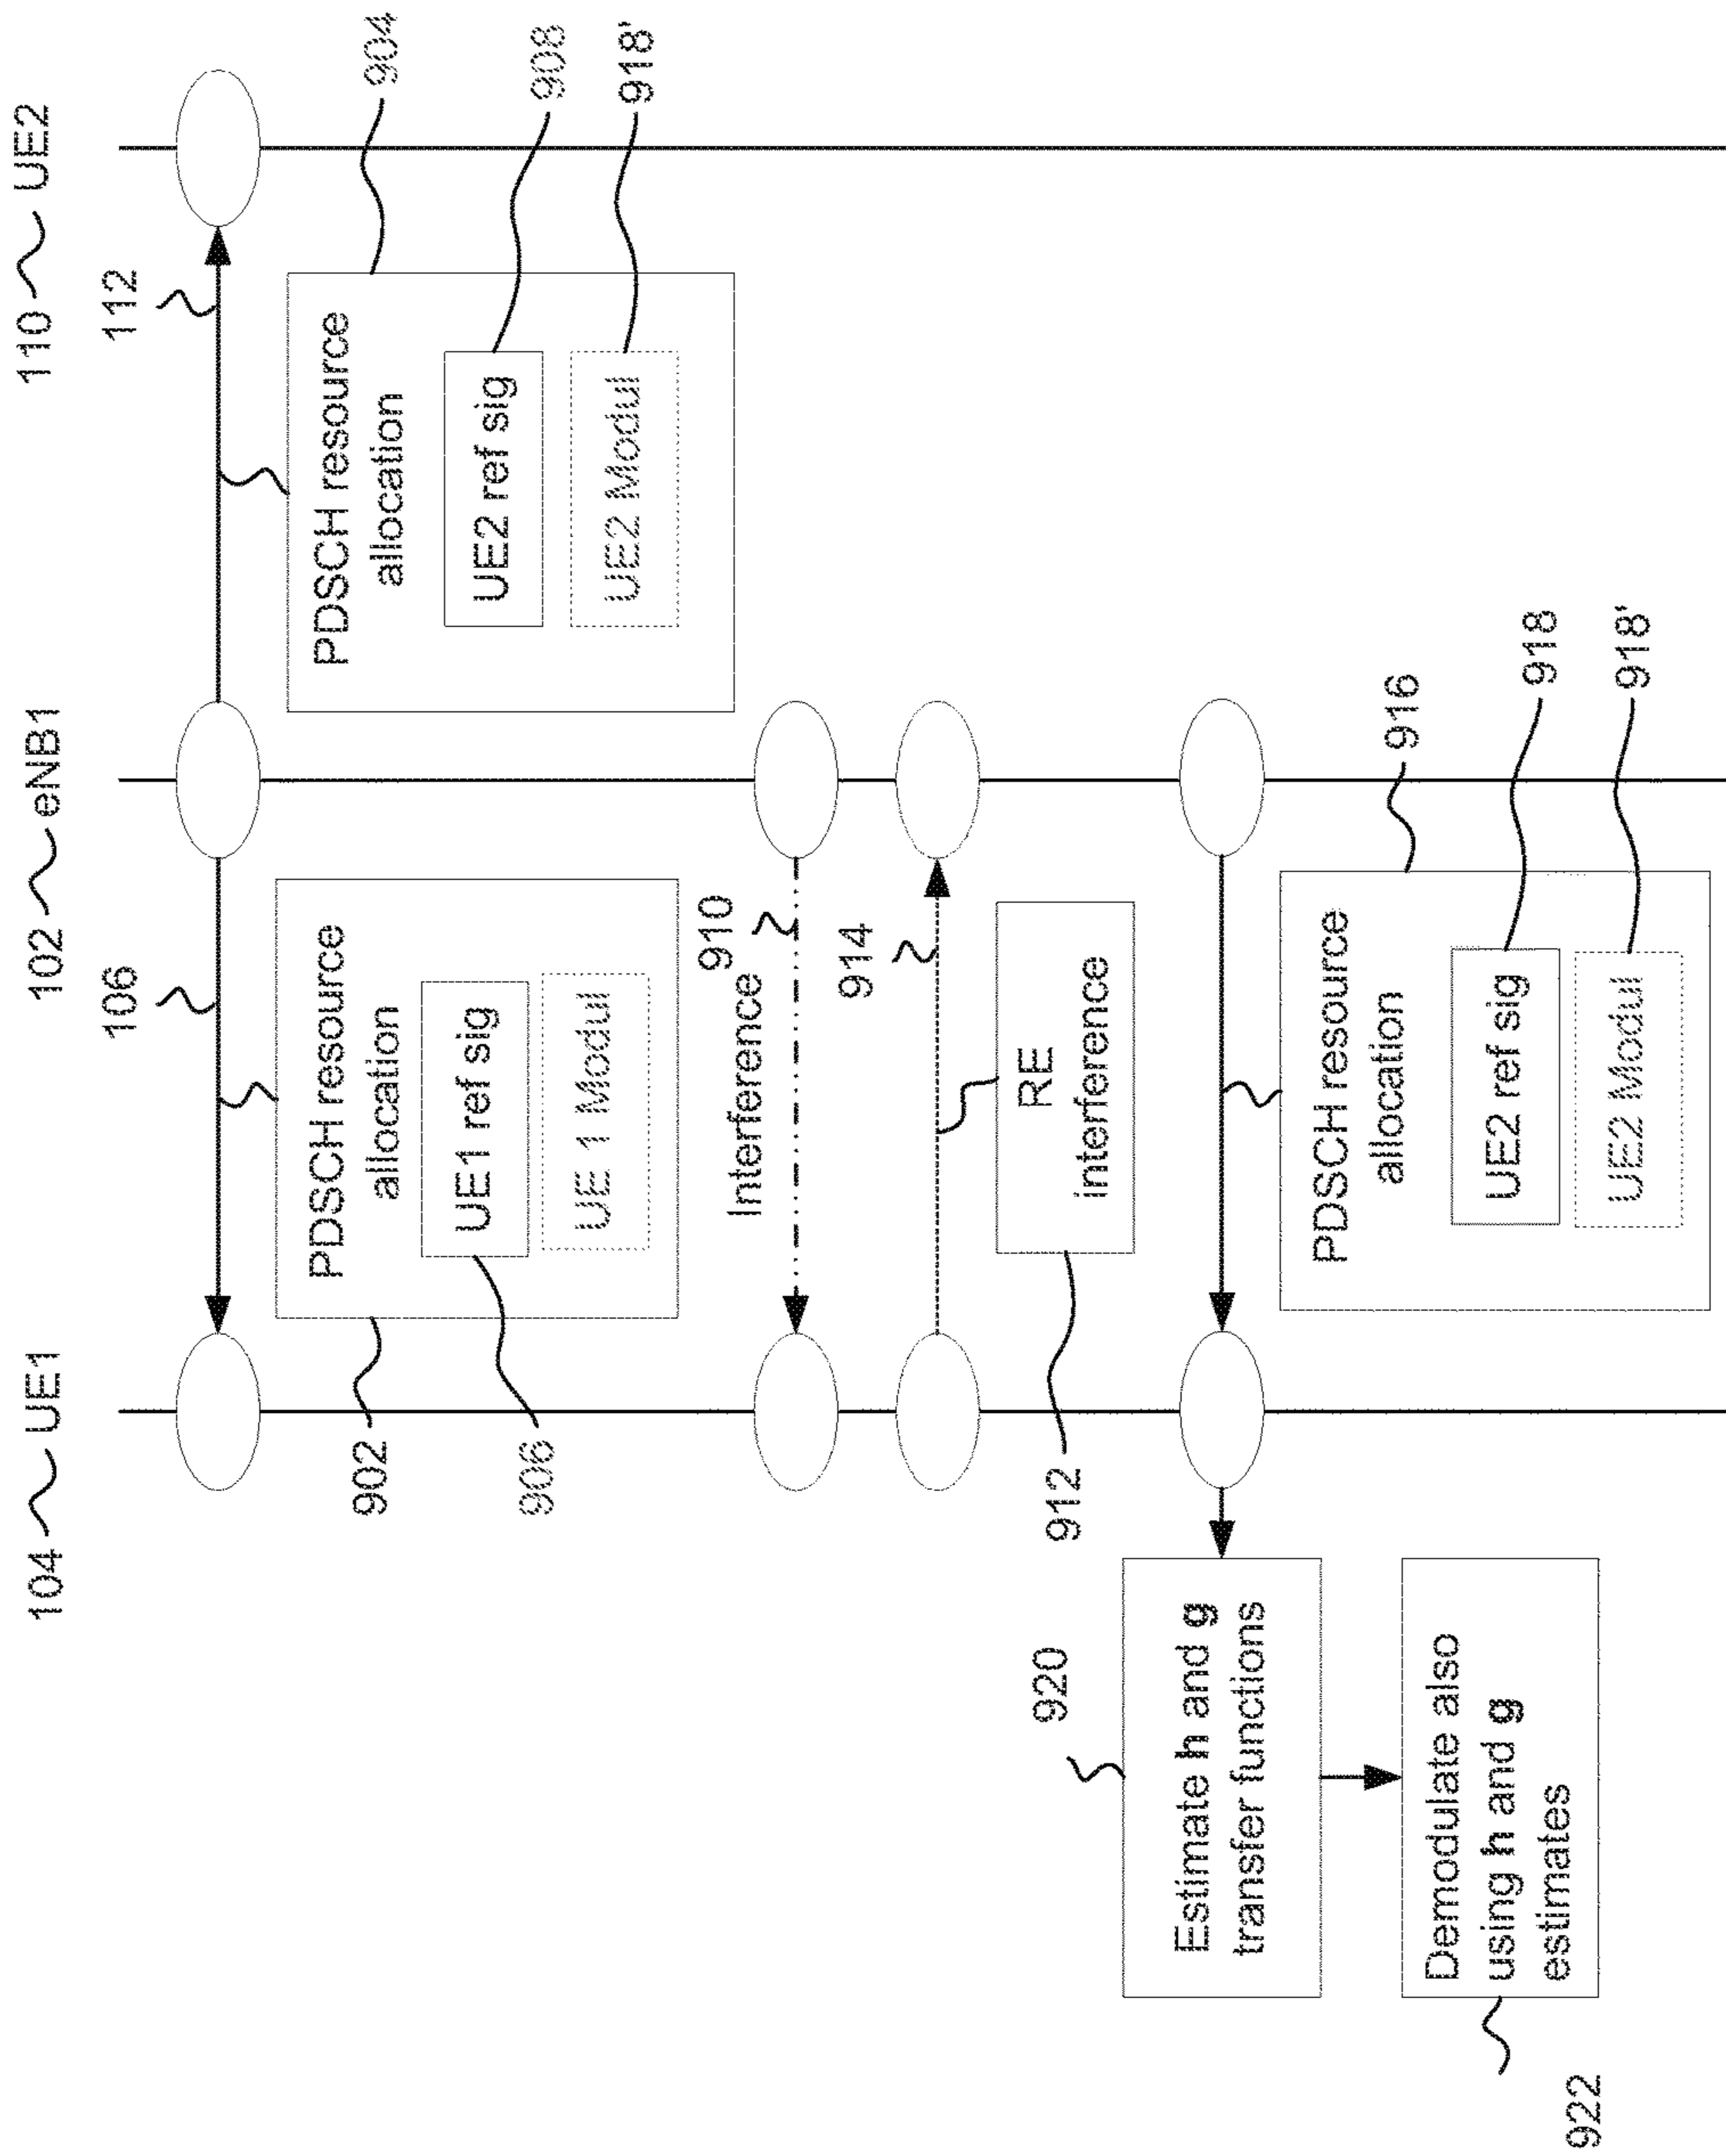 104 UE1
102 eNB1
110 UE2
106
112
902
PDSCH resource
allocation
UE1 ref sig
UE 1 Modul
906
PDSCH resource
allocation
UE2 ref sig
UE2 Modul
904
908
918'
Interference
910
914
RE
interference
912
PDSCH resource
allocation
UE2 ref sig
UE2 Modul
916
918
918'
920
Estimate h and g
transfer functions
Demodulate also
using h and g
estimates
922